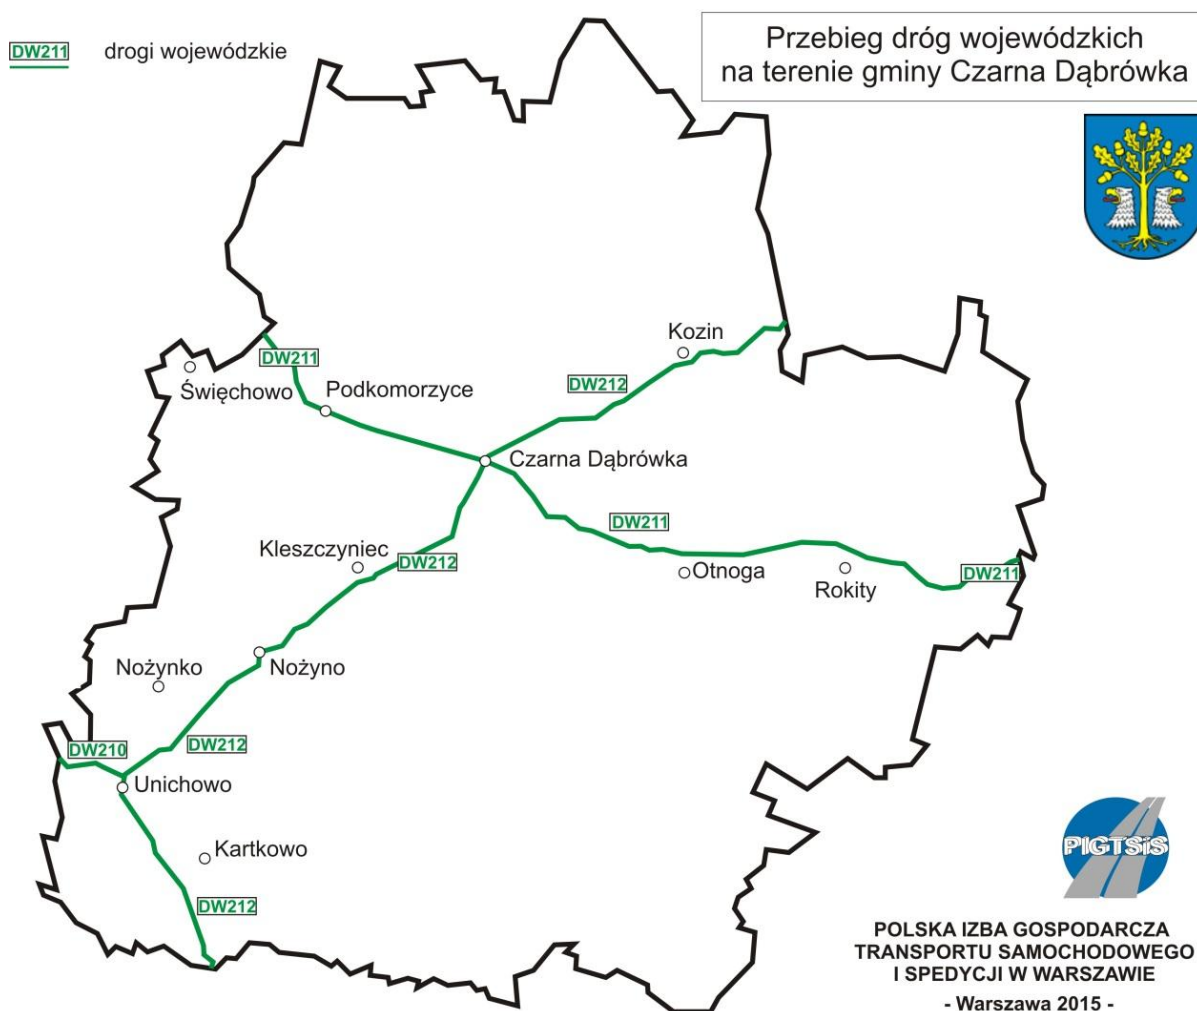 DW211 drogi wojewódzkie
Przebieg dróg wojewódzkich
na terenie gminy Czarna Dąbrówka
Kozin
DW211
Święchowo
Podkomorzyce
DW212
Czarna Dąbrówka
DW211
Kleszczyniec
DW212
Otnoga
Rokity
DW211
Nożynko
Nożyno
DW210
DW212
Unichowo
Kartkowo
DW212
PIGTSiS
POLSKA IZBA GOSPODARCZA
TRANSPORTU SAMOCHODOWEGO
I SPEDYCJI W WARSZAWIE
- Warszawa 2015 -